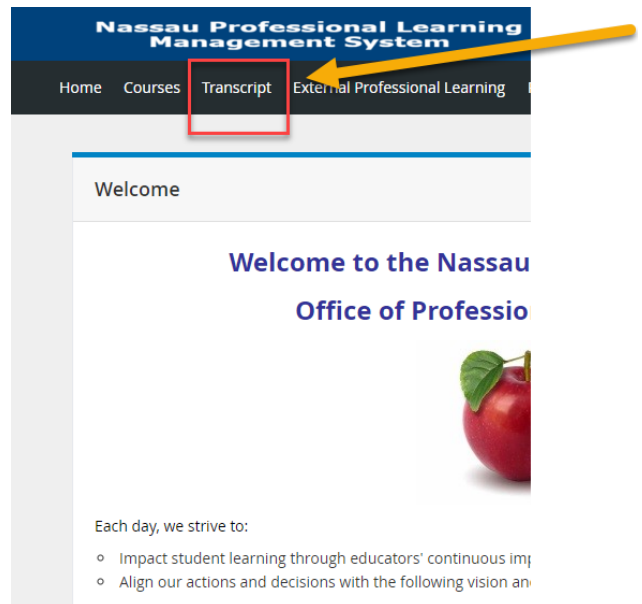 Nassau Professional Learning
Management System
Home Courses Transcript External Professional Learning
Welcome
Welcome to the Nassau
Office of Professio
Each day, we strive to:
Impact student learning through educators' continuous
Align our actions and decisions with the following vision